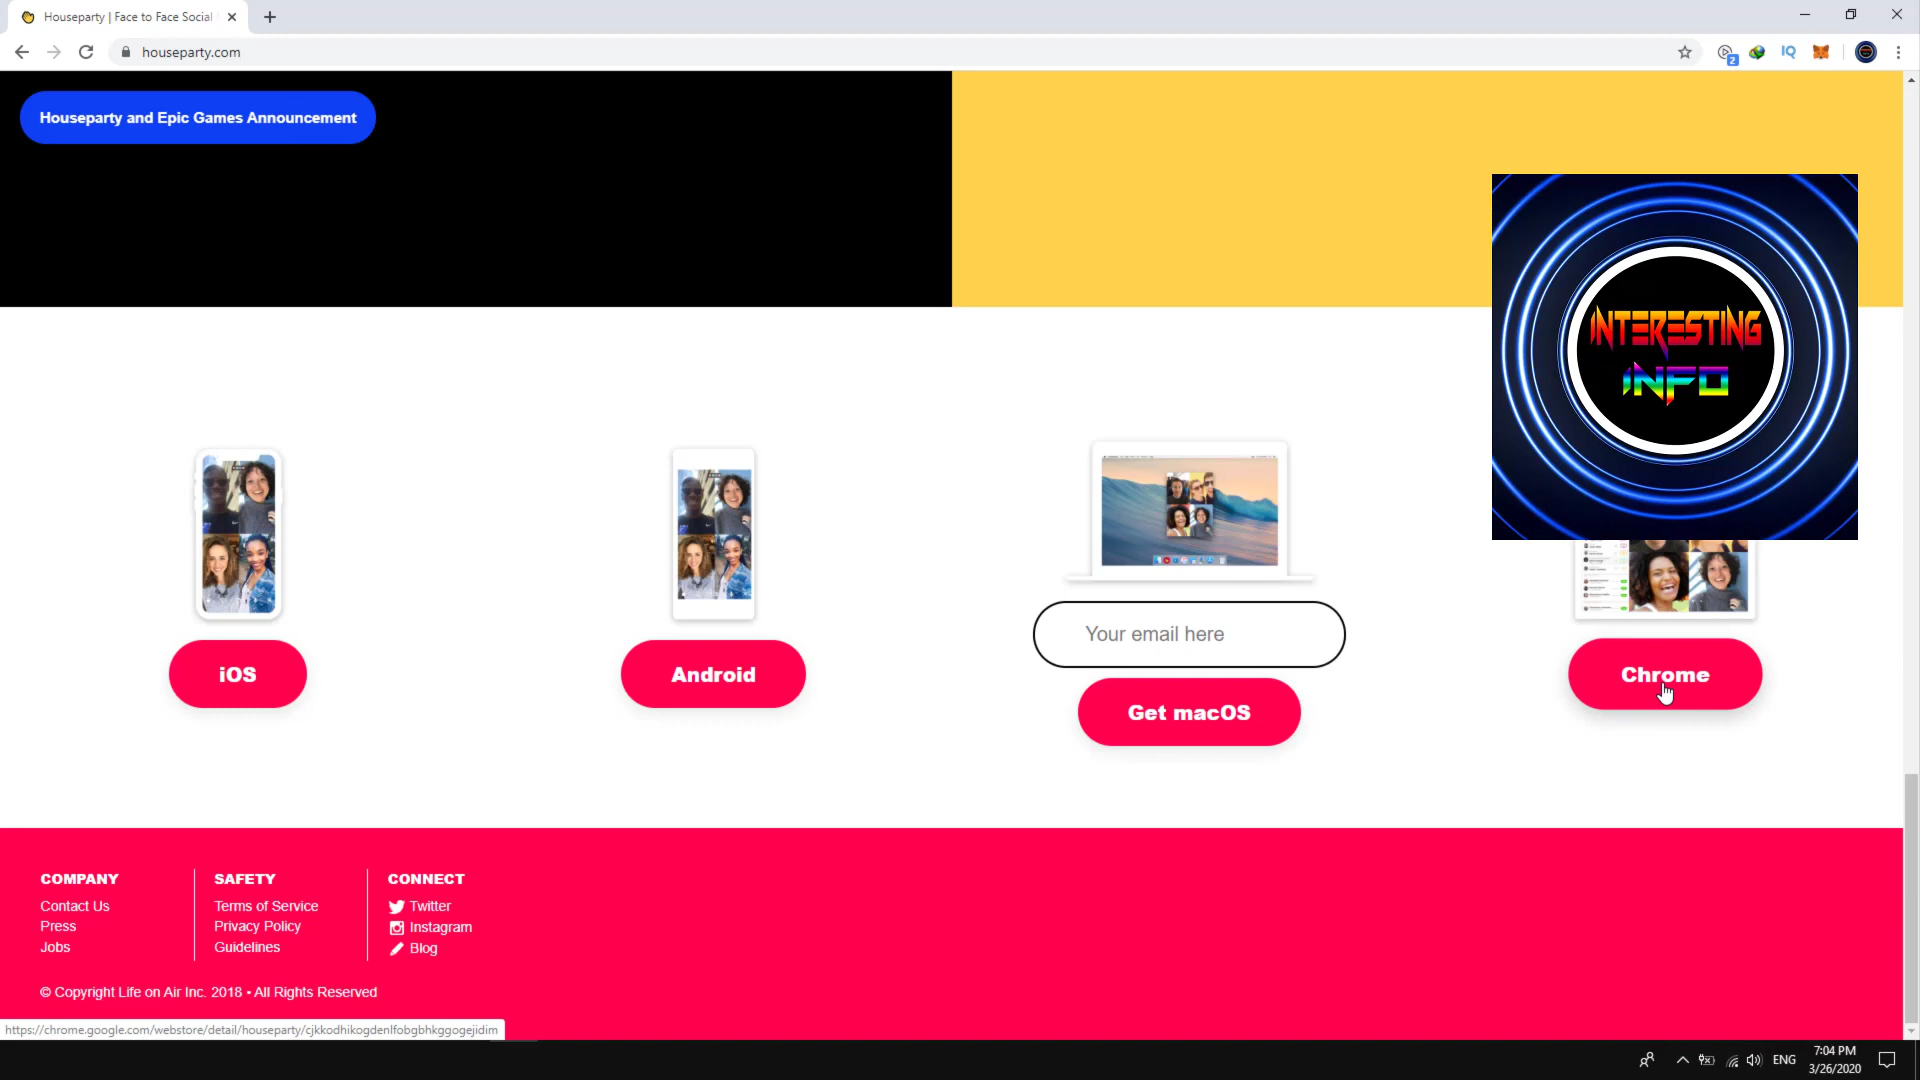 Houseparty | Face to Face Social
houseparty.com
2
IQ
Houseparty and Epic Games Announcement
INTERESTING
INFO
iOS
Android
Your email here
Get macOS
Chrome
COMPANY
Contact Us
Press
Jobs
SAFETY
Terms of Service
Privacy Policy
Guidelines
CONNECT
Twitter
Instagram
Blog
© Copyright Life on Air Inc. 2018 • All Rights Reserved
https://chrome.google.com/webstore/detail/houseparty/cjkkodhikogdenlfobgbhkggogejidim
ENG
7:04 PM
3/26/2020